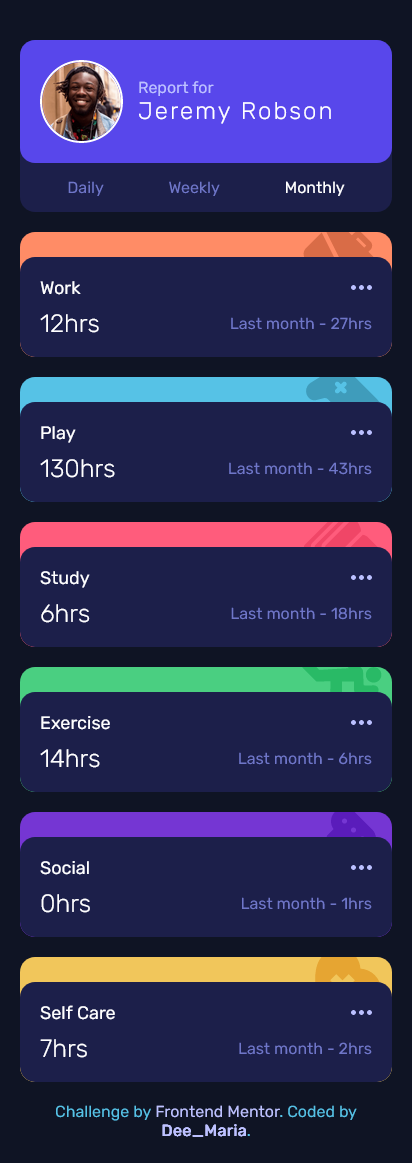 Report for
Jeremy Robson
Daily Weekly Monthly
Work
12hrs Last month - 27hrs
Play
130hrs Last month - 43hrs
Study
6hrs Last month - 18hrs
Exercise
14hrs Last month - 6hrs
Social
0hrs Last month - 1hrs
Self Care
7hrs Last month - 2hrs
Challenge by Frontend Mentor. Coded by
Dee_Maria.